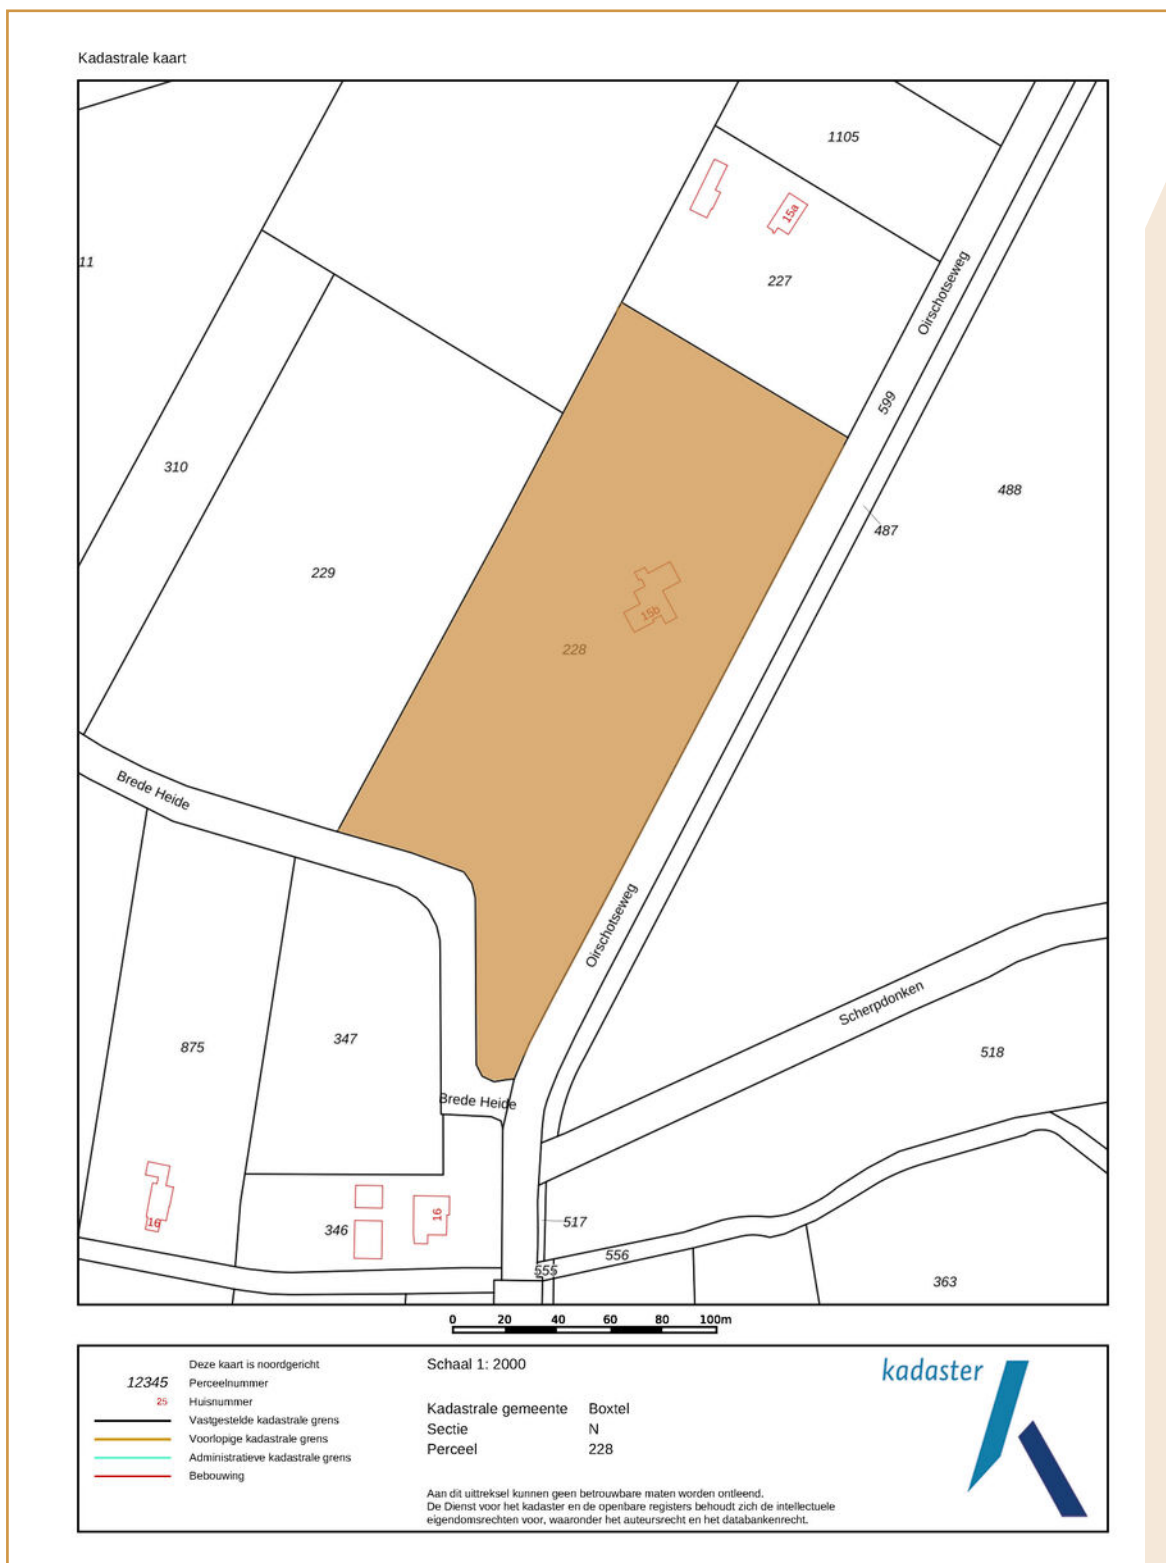 Kadastrale kaart
1105
15a
11
227
Oirschotseweg
599
310
488
487
229
15b
228
Brede Heide
Oirschotseweg
Scherpdonken
347
875
518
Brede Heide
16
346
16
517
556
555
363
0 20 40 60 80 100m
Deze kaart is noordgericht
12345 Perceelnummer
25 Huisnummer
Vastgestelde kadastrale grens
Voorlopige kadastrale grens
Administratieve kadastrale grens
Bebouwing
Schaal 1: 2000
Kadastrale gemeente Boxtel
Sectie N
Perceel 228
Aan dit uittreksel kunnen geen betrouwbare maten worden ontleend.
De Dienst voor het kadaster en de openbare registers behoudt zich de intellectuele
eigendomsrechten voor, waaronder het auteursrecht en het databankenrecht.
kadaster